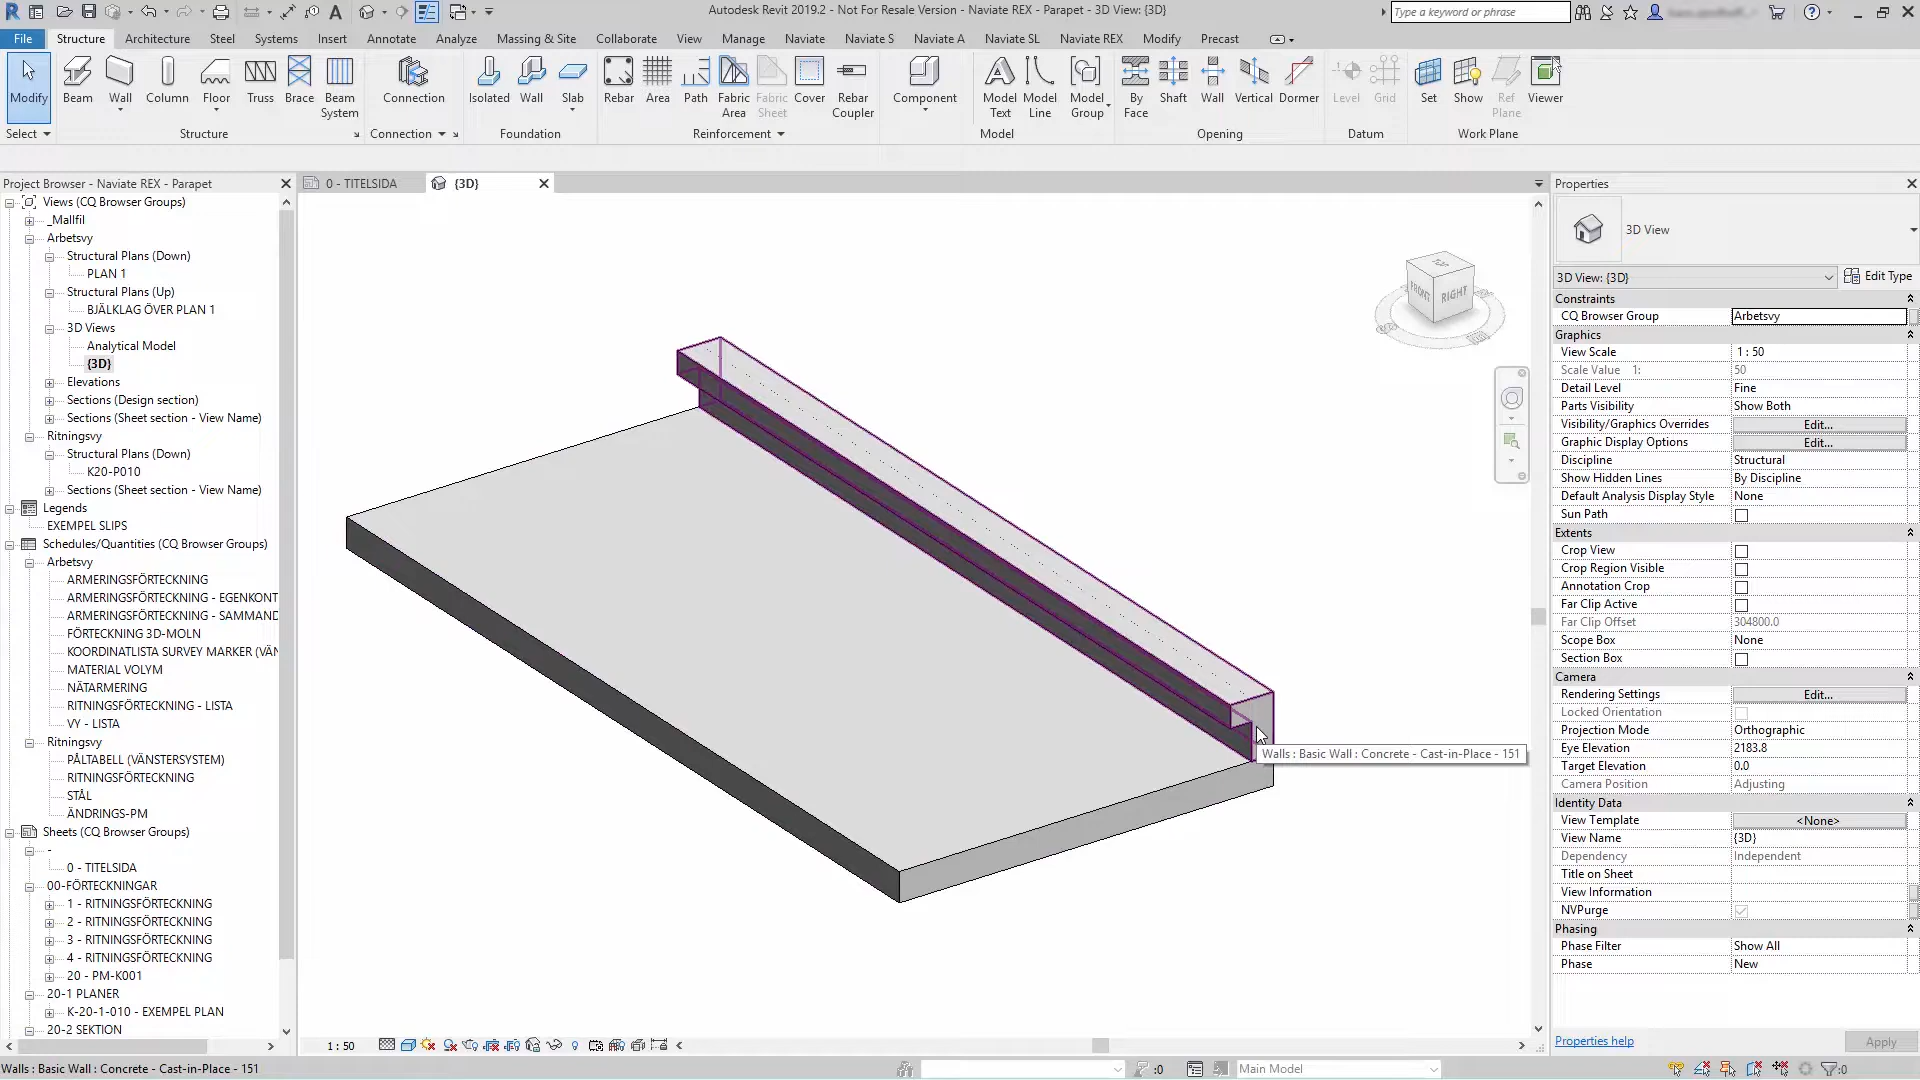 Autodesk Revit 2019.2 - Not For Resale Version - Naviate REX - Parapet - 3D View: {3D}
Type a keyword or phrase
File Structure Architecture Steel Systems Insert Annotate Analyze Massing & Site Collaborate View Manage Naviate Naviate S Naviate A Naviate SL Naviate REX Modify Precast
Modify Beam Wall Column Floor Truss Brace Beam System Connection Isolated Wall Slab Rebar Area Path Fabric Area Fabric Sheet Cover Rebar Coupler Component Model Text Model Line Model Group By Face Shaft Wall Vertical Dormer Level Grid Set Show Ref Plane Viewer
Select Structure Connection Foundation Reinforcement Model Opening Datum Work Plane
Project Browser - Naviate REX - Parapet
Views (CQ Browser Groups)
_Mallfil
Arbetsvy
Structural Plans (Down)
PLAN 1
Structural Plans (Up)
BJÄLKLAG ÖVER PLAN 1
3D Views
Analytical Model
{3D}
Elevations
Sections (Design section)
Sections (Sheet section - View Name)
Ritningsvy
Structural Plans (Down)
K20-P010
Sections (Sheet section - View Name)
Legends
EXEMPEL SLIPS
Schedules/Quantities (CQ Browser Groups)
Arbetsvy
ARMERINGSFÖRTECKNING
ARMERINGSFÖRTECKNING - EGENKONT
ARMERINGSFÖRTECKNING - SAMMAND
FÖRTECKNING 3D-MOLN
KOORDINATLISTA SURVEY MARKER (VÄN
MATERIAL VOLYM
NÄTARMERING
RITNINGSFÖRTECKNING - LISTA
VY - LISTA
Ritningsvy
PÅLTABELL (VÄNSTERSYSTEM)
RITNINGSFÖRTECKNING
STÅL
ÄNDRINGS-PM
Sheets (CQ Browser Groups)
-
0 - TITELSIDA
00-FÖRTECKNINGAR
1 - RITNINGSFÖRTECKNING
2 - RITNINGSFÖRTECKNING
3 - RITNINGSFÖRTECKNING
4 - RITNINGSFÖRTECKNING
20 - PM-K001
20-1 PLANER
K-20-1-010 - EXEMPEL PLAN
20-2 SEKTION
0 - TITELSIDA
{3D}
TOP
FRONT RIGHT
Walls : Basic Wall : Concrete - Cast-in-Place - 151
1 : 50
Properties
3D View
3D View: {3D} Edit Type
Constraints
CQ Browser Group Arbetsvy
Graphics
View Scale 1 : 50
Scale Value 1: 50
Detail Level Fine
Parts Visibility Show Both
Visibility/Graphics Overrides Edit...
Graphic Display Options Edit...
Discipline Structural
Show Hidden Lines By Discipline
Default Analysis Display Style None
Sun Path
Extents
Crop View
Crop Region Visible
Annotation Crop
Far Clip Active
Far Clip Offset 304800.0
Scope Box None
Section Box
Camera
Rendering Settings Edit...
Locked Orientation
Projection Mode Orthographic
Eye Elevation 2183.8
Target Elevation 0.0
Camera Position Adjusting
Identity Data
View Template <None>
View Name {3D}
Dependency Independent
Title on Sheet
View Information
NVPurge
Phasing
Phase Filter Show All
Phase New
Properties help Apply
Walls : Basic Wall : Concrete - Cast-in-Place - 151
:0
Main Model
:0